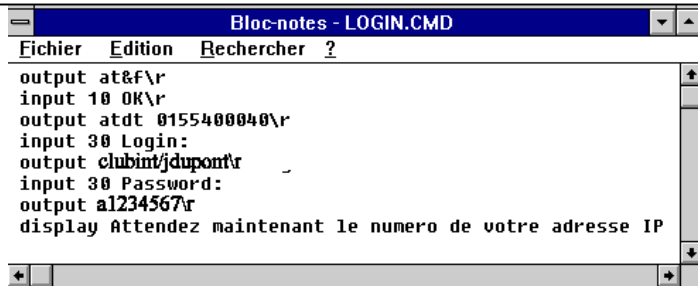 Bloc-notes - LOGIN.CMD
Fichier Edition Rechercher ?
output at&f\r
input 10 OK\r
output atdt 0155400040\r
input 30 Login:
output clubint/jdupont\r
input 30 Password:
output a1234567\r
display Attendez maintenant le numero de votre adresse IP